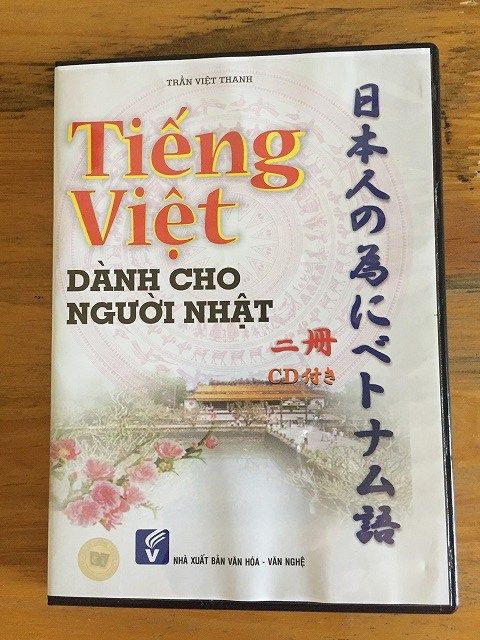 TRẦN VIỆT THANH
Tiếng
Việt
DÀNH CHO
NGƯỜI NHẬT
日本人の為にベトナム語
二冊
CD付き
V
NHÀ XUẤT BẢN VĂN HÓA - VĂN NGHỆ